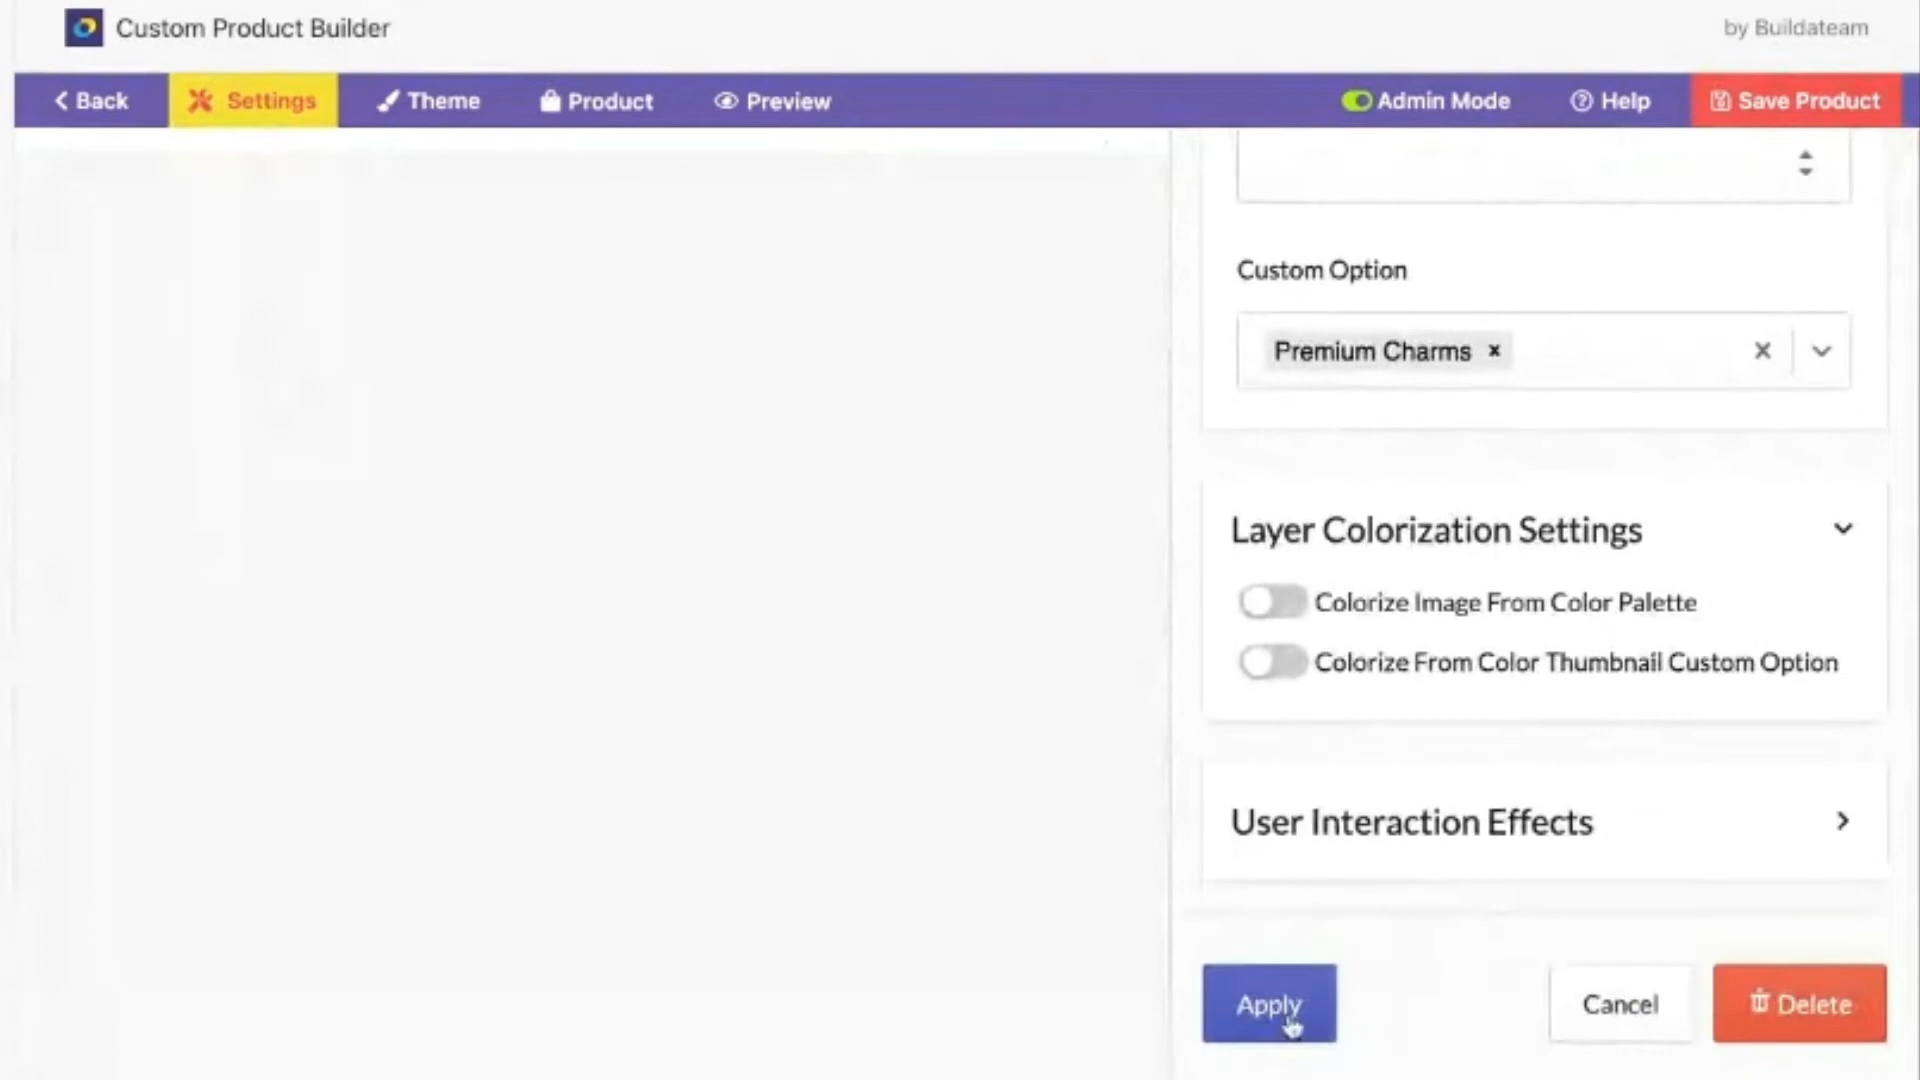 Custom Product Builder
by Buildateam
Back
Settings
Theme
Product
Preview
Admin Mode
Help
Save Product
Custom Option
Premium Charms
Layer Colorization Settings
Colorize Image From Color Palette
Colorize From Color Thumbnail Custom Option
User Interaction Effects
Apply
Cancel
Delete